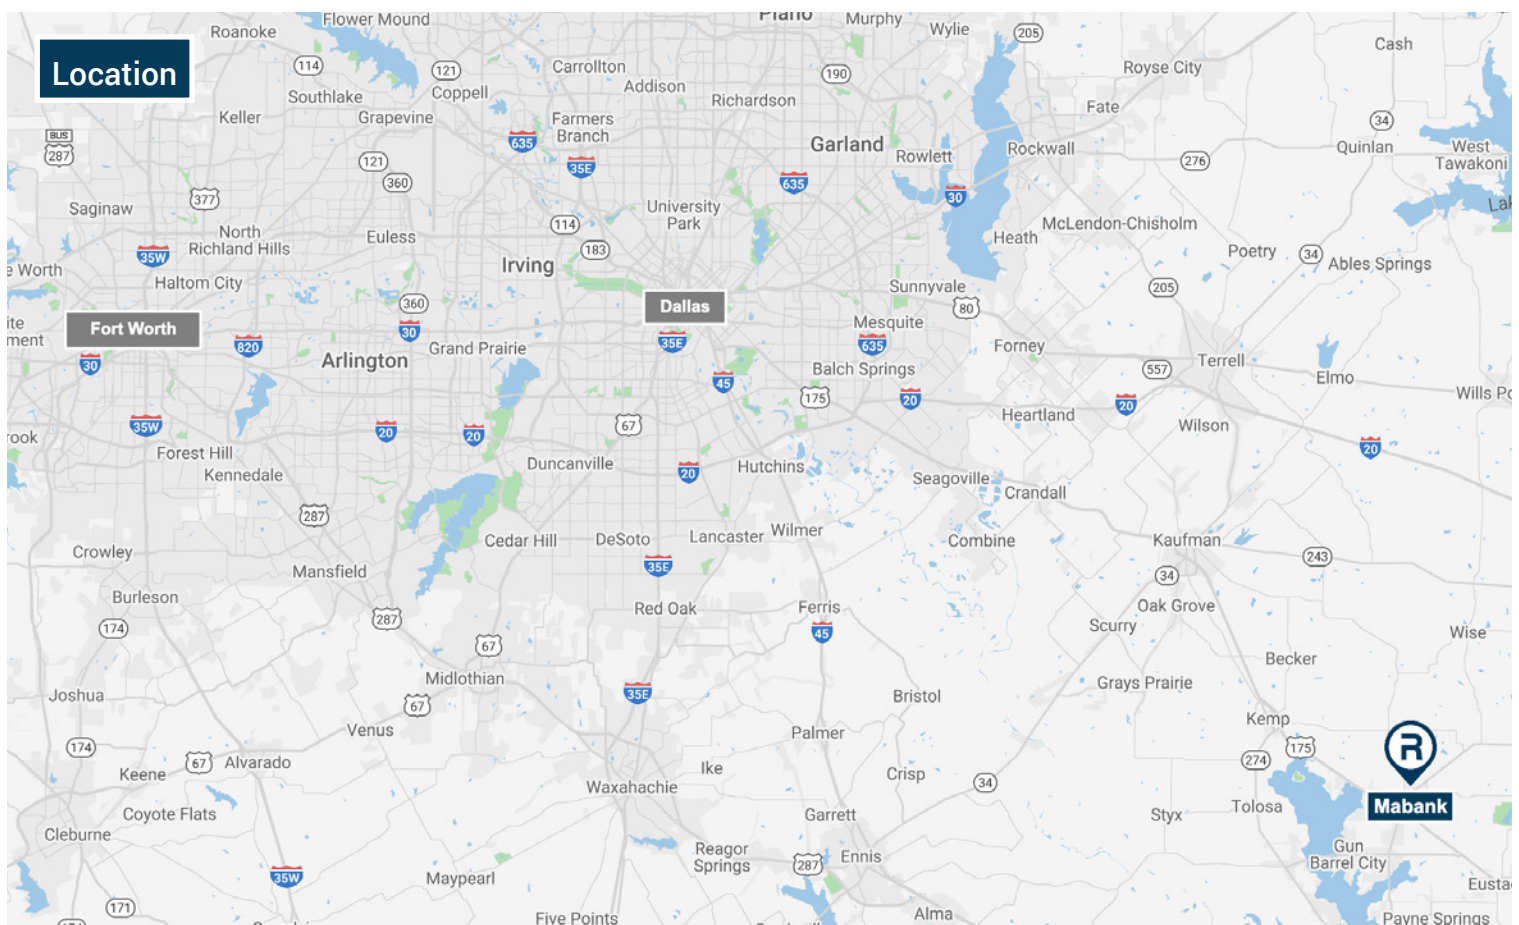 Location
Roanoke
Flower Mound
Plano
Murphy
Wylie
205
Cash
114
121
Carrollton
Addison
190
Royse City
Southlake
Coppell
Richardson
Keller
Grapevine
Farmers
Branch
Fate
34
BUS
287
635
35E
Garland
Rowlett
Rockwall
Quinlan
West
Tawakoni
121
360
635
30
276
377
Saginaw
University
Park
McLendon-Chisholm
North
Richland Hills
Euless
114
183
Heath
Poetry
34
Ables Springs
35W
e Worth
Haltom City
Irving
Sunnyvale
205
360
Dallas
80
Fort Worth
30
Mesquite
ment
820
Arlington
Grand Prairie
35E
635
Forney
Terrell
30
Balch Springs
557
Elmo
45
175
20
20
Wills Po
35W
20
20
67
Heartland
Wilson
rook
Forest Hill
Kennedale
Duncanville
20
Hutchins
20
Seagoville
Crandall
287
Crowley
Cedar Hill
DeSoto
Lancaster
Wilmer
Combine
Kaufman
243
Mansfield
35E
34
Burleson
Red Oak
Ferris
Oak Grove
174
287
45
Scurry
Wise
67
Becker
Joshua
Midlothian
35E
Bristol
Grays Prairie
67
Venus
Palmer
Kemp
174
67
Alvarado
175
R
Keene
Ike
Crisp
34
274
Coyote Flats
Waxahachie
Garrett
Styx
Tolosa
Mabank
Cleburne
Reagor
Springs
287
Ennis
Gun
Barrel City
35W
Maypearl
Eusta
171
Five Points
Alma
Payne Springs